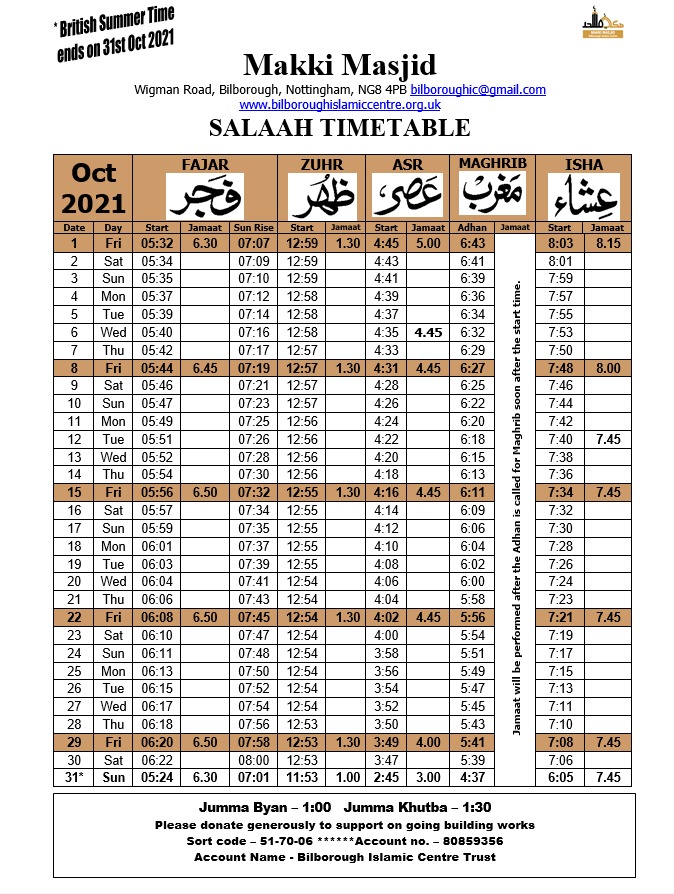 * British Summer Time
ends on 31st Oct 2021
MAKKI MASJID
Makki Masjid
Wigman Road, Bilborough, Nottingham, NG8 4PB bilboroughic@gmail.com
www.bilboroughislamiccentre.org.uk
SALAAH TIMETABLE
Oct 2021 FAJAR ZUHR ASR MAGHRIB ISHA
فَجَر ظُهر عَصَر مَغرب عِشاء
Date Day Start Jamaat Sun Rise Start Jamaat Start Jamaat Adhan Jamaat Start Jamaat
1 Fri 05:32 6.30 07:07 12:59 1.30 4:45 5.00 6:43 8:03 8.15
2 Sat 05:34 07:09 12:59 4:43 6:41 8:01
3 Sun 05:35 07:10 12:59 4:41 6:39 7:59
4 Mon 05:37 07:12 12:58 4:39 6:36 7:57
5 Tue 05:39 07:14 12:58 4:37 6:34 7:55
6 Wed 05:40 07:16 12:58 4:35 4.45 6:32 7:53
7 Thu 05:42 07:17 12:57 4:33 6:29 7:50
8 Fri 05:44 6.45 07:19 12:57 1.30 4:31 4.45 6:27 7:48 8.00
9 Sat 05:46 07:21 12:57 4:28 6:25 7:46
10 Sun 05:47 07:23 12:57 4:26 6:22 7:44
11 Mon 05:49 07:25 12:56 4:24 6:20 7:42
12 Tue 05:51 07:26 12:56 4:22 6:18 7:40 7.45
13 Wed 05:52 07:28 12:56 4:20 6:15 7:38
14 Thu 05:54 07:30 12:56 4:18 6:13 7:36
15 Fri 05:56 6.50 07:32 12:55 1.30 4:16 4.45 6:11 7:34 7.45
16 Sat 05:57 07:34 12:55 4:14 6:09 7:32
17 Sun 05:59 07:35 12:55 4:12 6:06 7:30
18 Mon 06:01 07:37 12:55 4:10 6:04 7:28
19 Tue 06:03 07:39 12:55 4:08 6:02 7:26
20 Wed 06:04 07:41 12:54 4:06 6:00 7:24
21 Thu 06:06 07:43 12:54 4:04 5:58 7:23
22 Fri 06:08 6.50 07:45 12:54 1.30 4:02 4.45 5:56 7:21 7.45
23 Sat 06:10 07:47 12:54 4:00 5:54 7:19
24 Sun 06:11 07:48 12:54 3:58 5:51 7:17
25 Mon 06:13 07:50 12:54 3:56 5:49 7:15
26 Tue 06:15 07:52 12:54 3:54 5:47 7:13
27 Wed 06:17 07:54 12:54 3:52 5:45 7:11
28 Thu 06:18 07:56 12:53 3:50 5:43 7:10
29 Fri 06:20 6.50 07:58 12:53 1.30 3:49 4.00 5:41 7:08 7.45
30 Sat 06:22 08:00 12:53 3:47 5:39 7:06
31* Sun 05:24 6.30 07:01 11:53 1.00 2:45 3.00 4:37 6:05 7.45
Jamaat will be performed after the Adhan is called for Maghrib soon after the start time.
Jumma Byan – 1:00 Jumma Khutba – 1:30
Please donate generously to support on going building works
Sort code – 51-70-06 ******Account no. – 80859356
Account Name - Bilborough Islamic Centre Trust